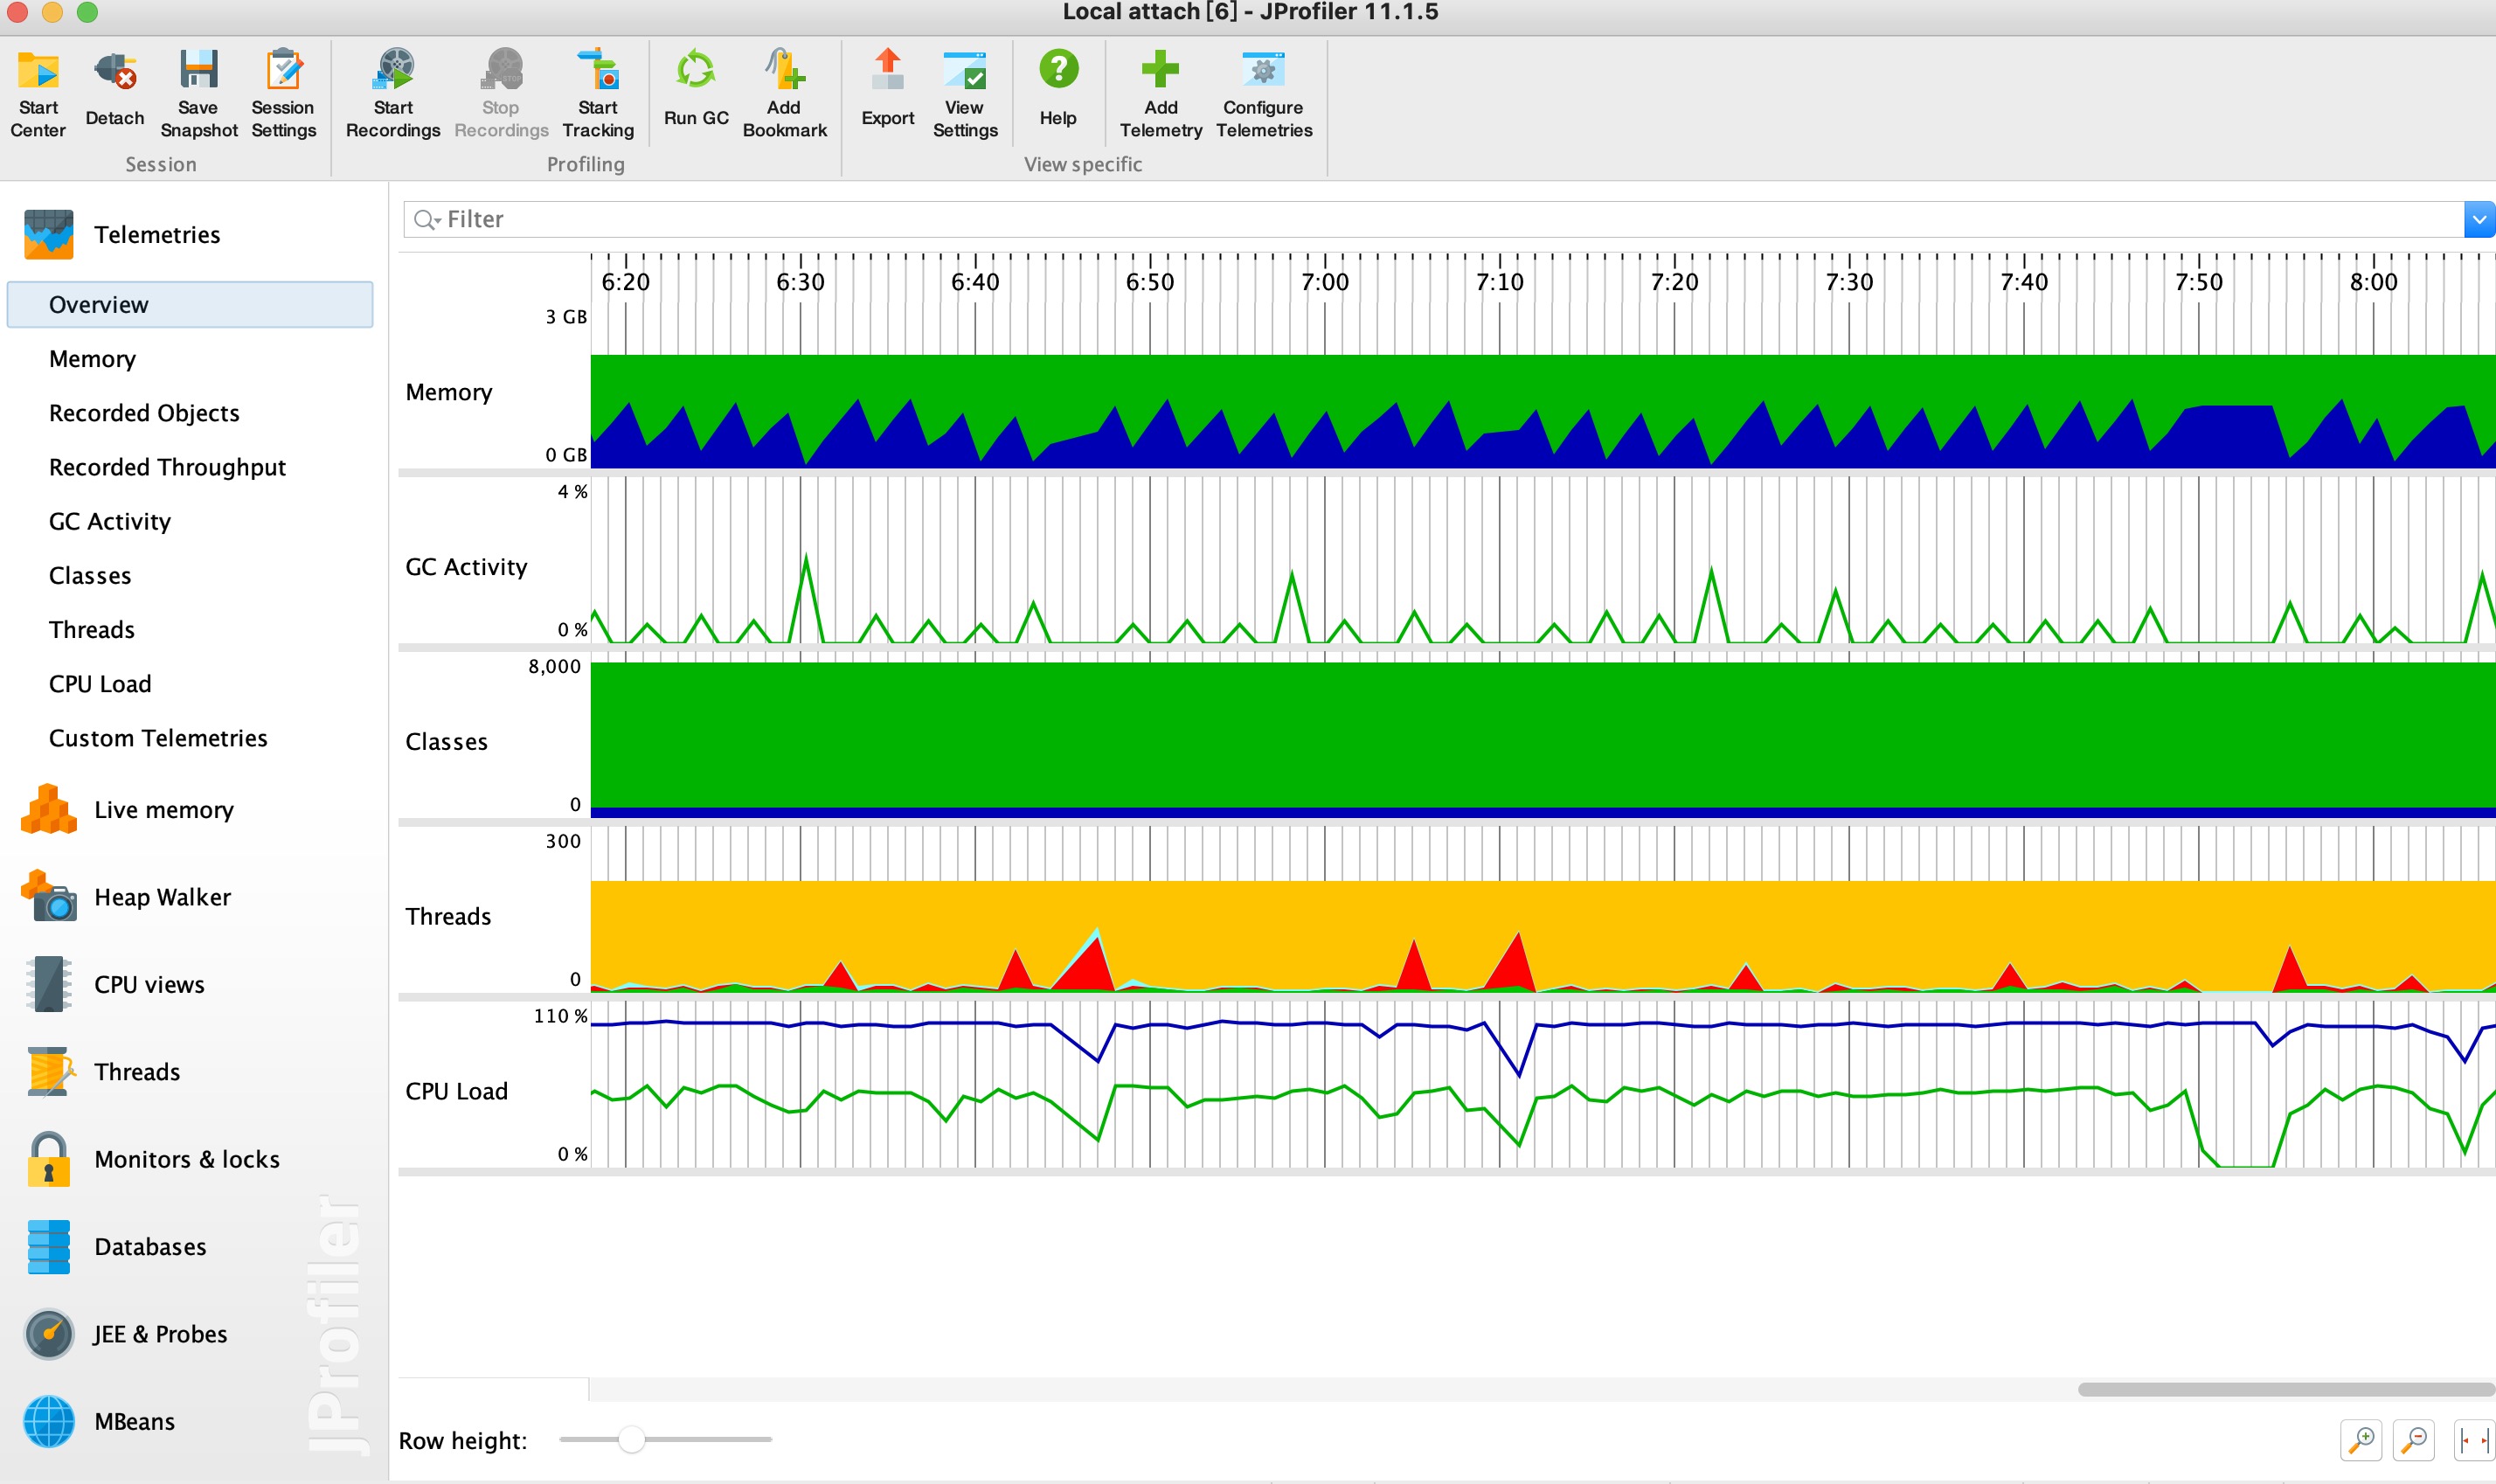 Local attach [6] - JProfiler 11.1.5
Start Center
Detach
Save Snapshot
Session Settings
Start Recordings
Stop Recordings
Start Tracking
Run GC
Add Bookmark
Export
View Settings
Help
Add Telemetry
Configure Telemetries
Session
Profiling
View specific
Telemetries
Overview
Memory
Recorded Objects
Recorded Throughput
GC Activity
Classes
Threads
CPU Load
Custom Telemetries
Live memory
Heap Walker
CPU views
Threads
Monitors & locks
Databases
JEE & Probes
MBeans
JProfiler
Filter
6:20 6:30 6:40 6:50 7:00 7:10 7:20 7:30 7:40 7:50 8:00
3 GB
Memory
0 GB
4 %
GC Activity
0 %
8,000
Classes
0
300
Threads
0
110 %
CPU Load
0 %
Row height: